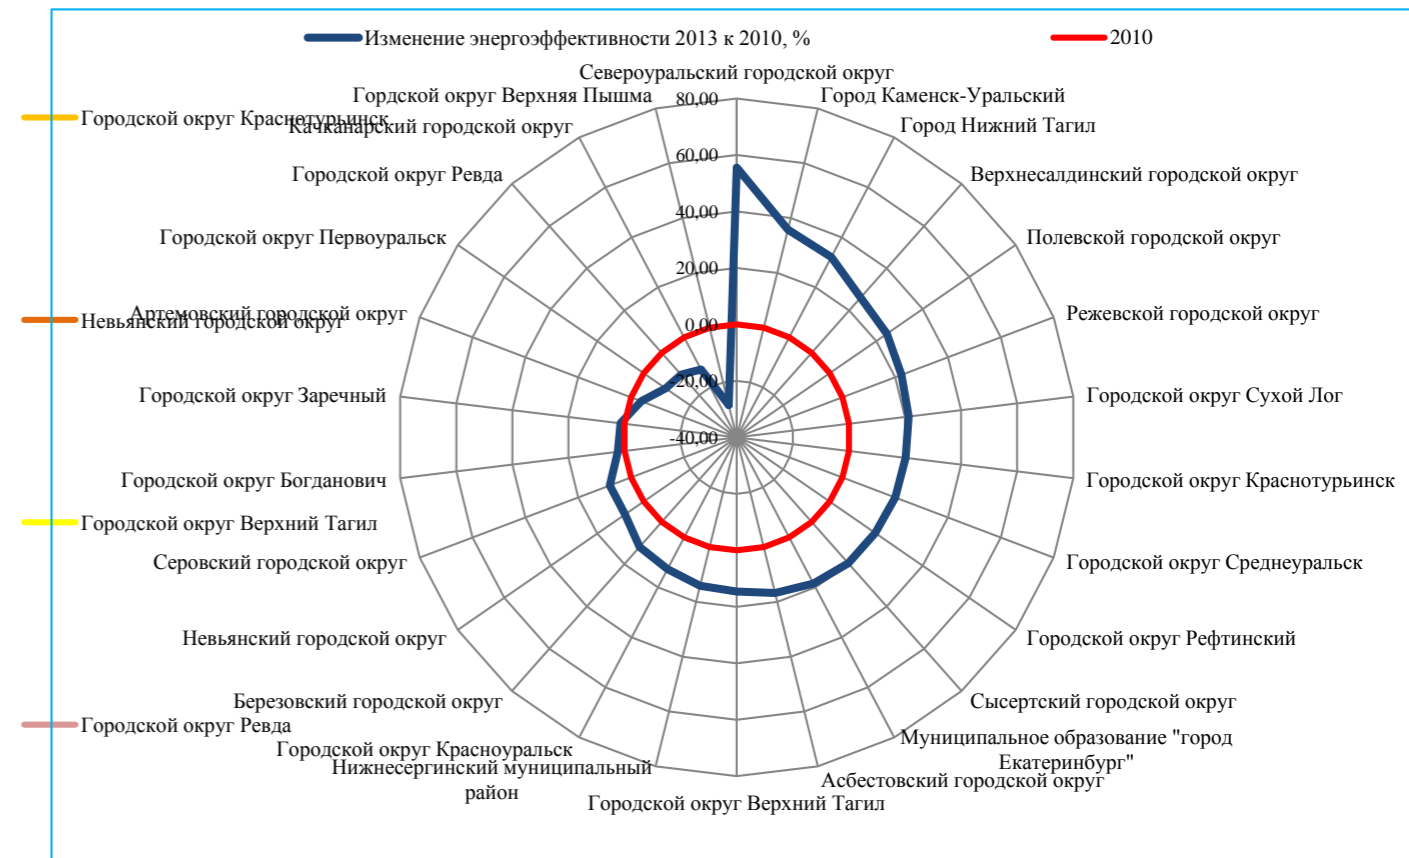 Изменение энергоэффективности 2013 к 2010, %
2010
Североуральский городской округ
Город Каменск-Уральский
Город Нижний Тагил
Верхнесалдинский городской округ
Полевской городской округ
Режевской городской округ
Городской округ Сухой Лог
Городской округ Краснотурьинск
Городской округ Среднеуральск
Городской округ Рефтинский
Сысертский городской округ
Муниципальное образование "город
Екатеринбург"
Асбестовский городской округ
Городской округ Верхний Тагил
Нижнесергинский муниципальный
район
Городской округ Красноуральск
Березовский городской округ
Невьянский городской округ
Серовский городской округ
Городской округ Богданович
Городской округ Заречный
Артемовский городской округ
Городской округ Первоуральск
Городской округ Ревда
Качканарский городской округ
Гордской округ Верхняя Пышма
80,00
60,00
40,00
20,00
0,00
-20,00
-40,00
Городской округ Краснотурьинск
Невьянский городской округ
Городской округ Верхний Тагил
Городской округ Ревда